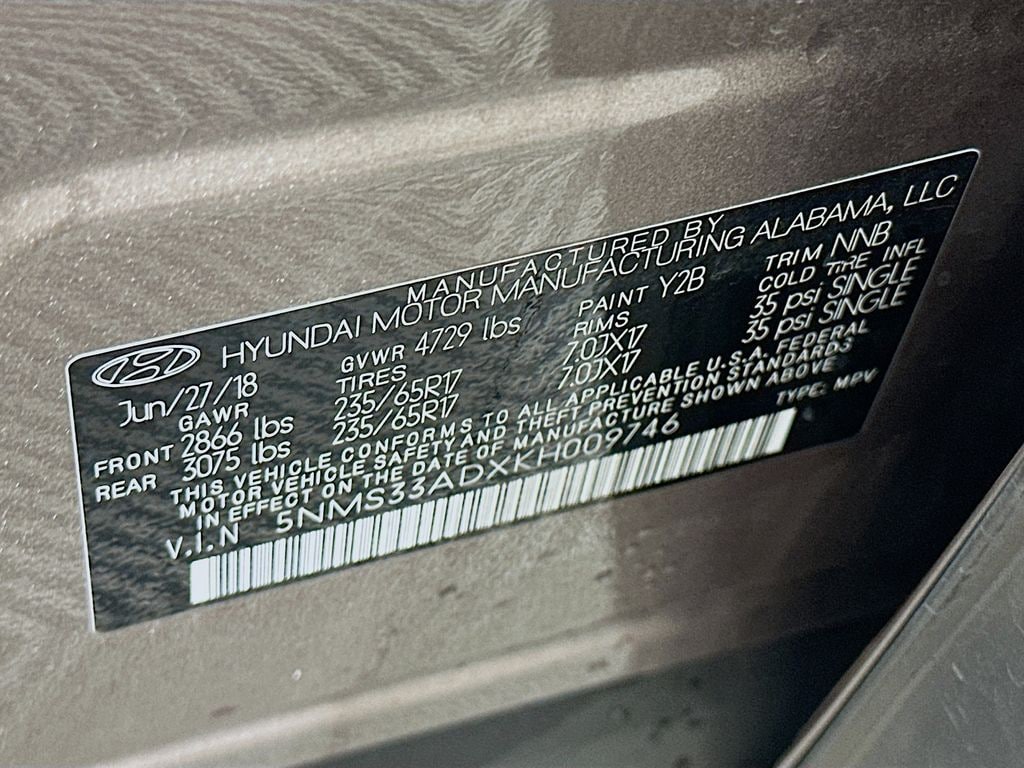 MANUFACTURED BY
HYUNDAI MOTOR MANUFACTURING ALABAMA, LLC
Jun/27/18 GVWR 4729 lbs PAINT Y2B TRIM NNB
GAWR TIRES RIMS COLD TIRE INFL
FRONT 2866 lbs 235/65R17 7.0JX17 35 psi SINGLE
REAR 3075 lbs 235/65R17 7.0JX17 35 psi SINGLE
THIS VEHICLE CONFORMS TO ALL APPLICABLE U.S.A. FEDERAL
MOTOR VEHICLE SAFETY AND THEFT PREVENTION STANDARDS
IN EFFECT ON THE DATE OF MANUFACTURE SHOWN ABOVE
V.I.N 5NMS33ADXKH009746 TYPE: MPV